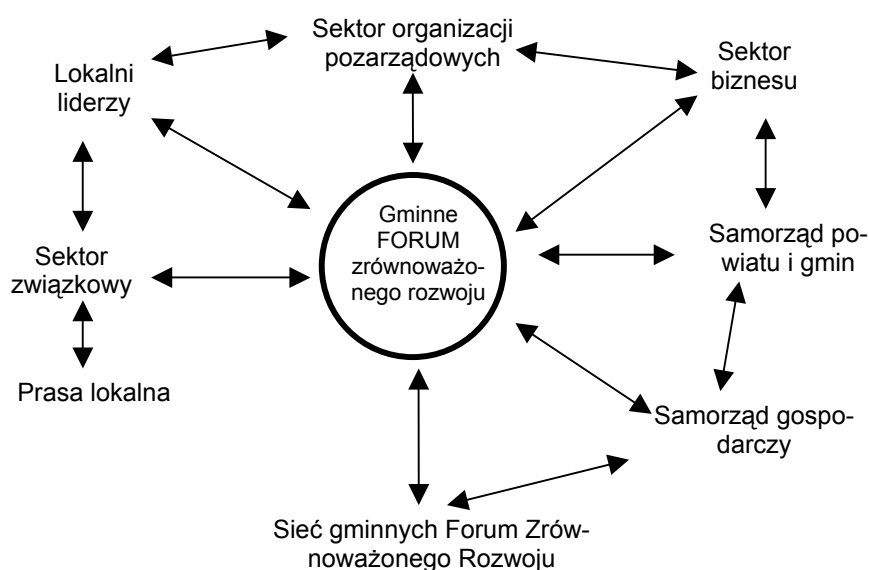 Sektor organizacji
pozarządowych
Sektor
biznesu
Lokalni
liderzy
Gminne
FORUM
zrównoważo-
nego rozwoju
Samorząd po-
wiatu i gmin
Sektor
związkowy
Prasa lokalna
Samorząd gospo-
darczy
Sieć gminnych Forum Zrów-
noważonego Rozwoju